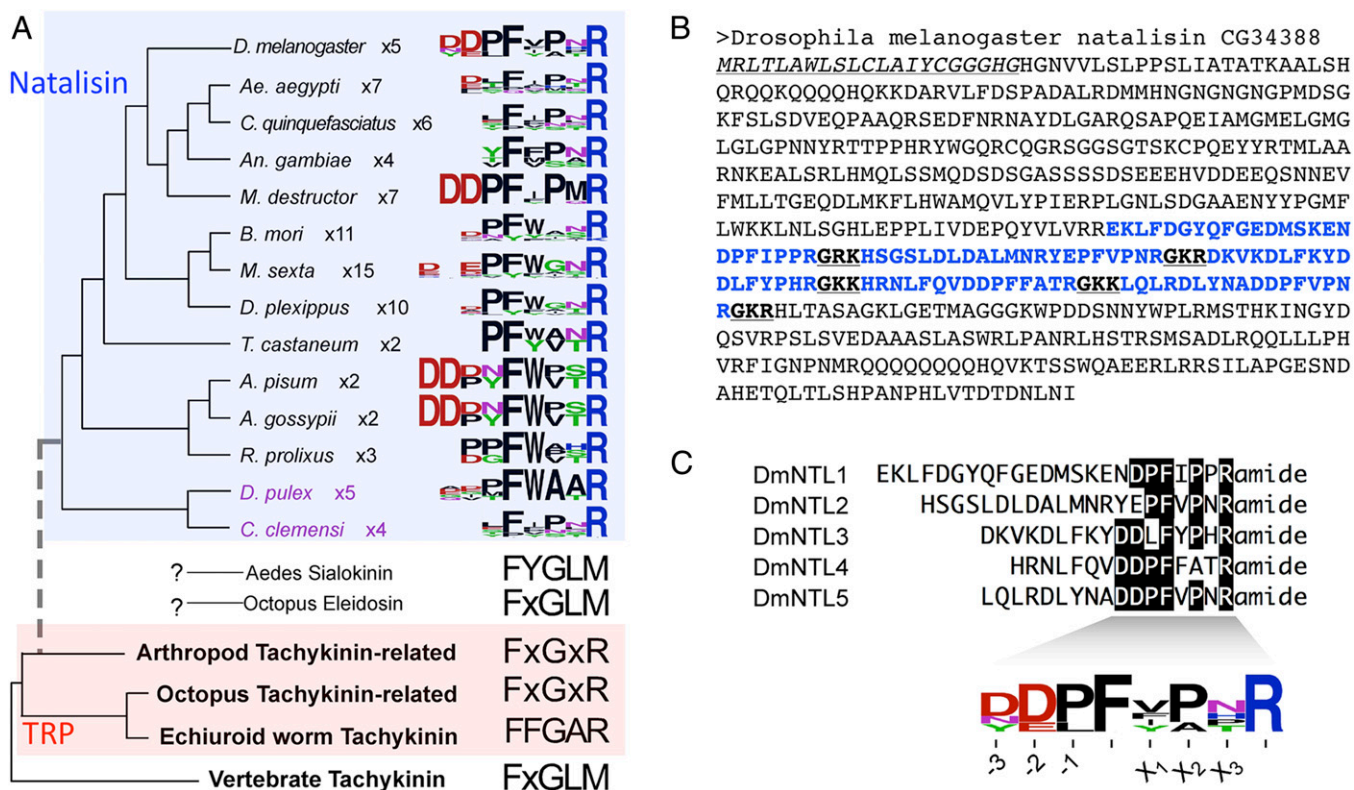 A
Natalisin
D. melanogaster x5 DDPFVPNR
Ae. aegypti x7
C. quinquefasciatus x6
An. gambiae x4
M. destructor x7 DDPFIPMR
B. mori x11
M. sexta x15
D. plexippus x10
T. castaneum x2
A. pisum x2
A. gossypii x2
R. prolixus x3
D. pulex x5
C. clemensi x4
? Aedes Sialokinin FYGLM
? Octopus Eleidosin FxGLM
Arthropod Tachykinin-related FxGxR
Octopus Tachykinin-related FxGxR
TRP
Echiuroid worm Tachykinin FFGAR
Vertebrate Tachykinin FxGLM
B
>Drosophila melanogaster natalisin CG34388
MRLTLAWLSLCLAIYCGGGHGHGNVVLSLPPSLIATATKAALSH
QRQQKQQQQHQKKDARVLFDSPADALRDMMHNGNGNGNGPMDSG
KFSLSDVEQPAAQRSEDFNRNAYDLGARQSAPQEIAMGMELGMG
LGLGPNNYRTTPPHRYWGQRCQGRSGGSGTSKCPQEYYRTMLAA
RNKEALSRLHMQLSSMQDSDSGASSSSDSEEEHVDDEEQSNNEV
FMLLTGEQDLMKFLHWAMQVLYPIERPLGNLSDGAAENYYPGMF
LWKKLNLSGHLEPPLIVDEPQYVLVRREKLFDGYQFGEDMSKEN
DPFIPPRGRKHSGSLDLDALMNRYEPFVPNRGKRDKVKDLFKYD
DLFYPHRGKKHRNLFQVDDPFFATRGKKLQLRDLYNADDPFVPN
RGKRHLTASAGKLGETMAGGGKWPDDSNNYWPLRMSTHKINGYD
QSVRPSLSVEDAAASLASWRLPANRLHSTRSMSADLRQQLLLPH
VRFIGNPNMRQQQQQQQQHQVKTSSWQAEERLRRSILAPGESND
AHETQLTLSHPANPHLVTDTDNLNI
C
DmNTL1 EKLFDGYQFGEDMSKENDPFIPPRamide
DmNTL2 HSGSLDLDALMNRYEPFVPNRamide
DmNTL3 DKVKDLFKYDDLFYPHRamide
DmNTL4 HRNLFQVDDPFFATRamide
DmNTL5 LQLRDLYNADDPFVPNRamide
DDPFVPNR
-3 -2 -1 X1 X2 X3